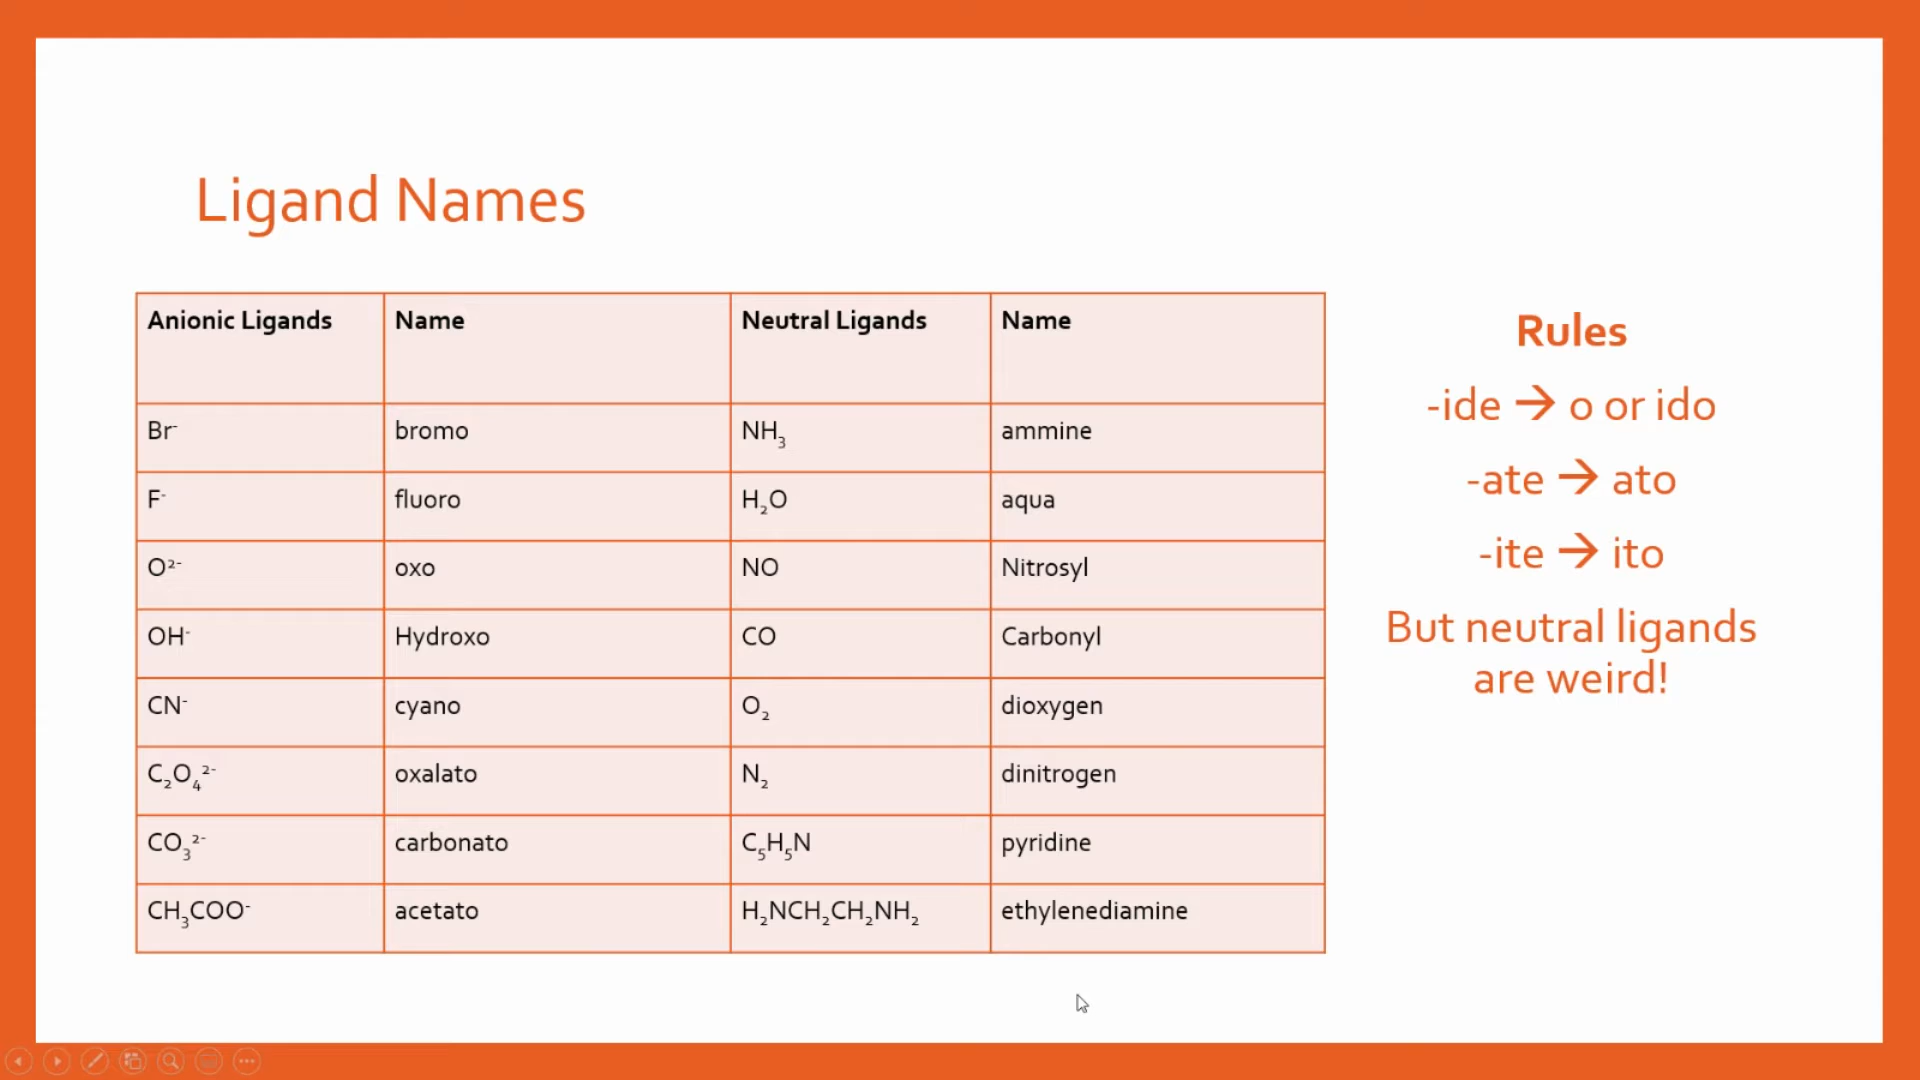 Ligand Names
Anionic Ligands Name Neutral Ligands Name
Br⁻ bromo NH₃ ammine
F⁻ fluoro H₂O aqua
O²⁻ oxo NO Nitrosyl
OH⁻ Hydroxo CO Carbonyl
CN⁻ cyano O₂ dioxygen
C₂O₄²⁻ oxalato N₂ dinitrogen
CO₃²⁻ carbonato C₅H₅N pyridine
CH₃COO⁻ acetato H₂NCH₂CH₂NH₂ ethylenediamine
Rules
-ide → o or ido
-ate → ato
-ite → ito
But neutral ligands
are weird!